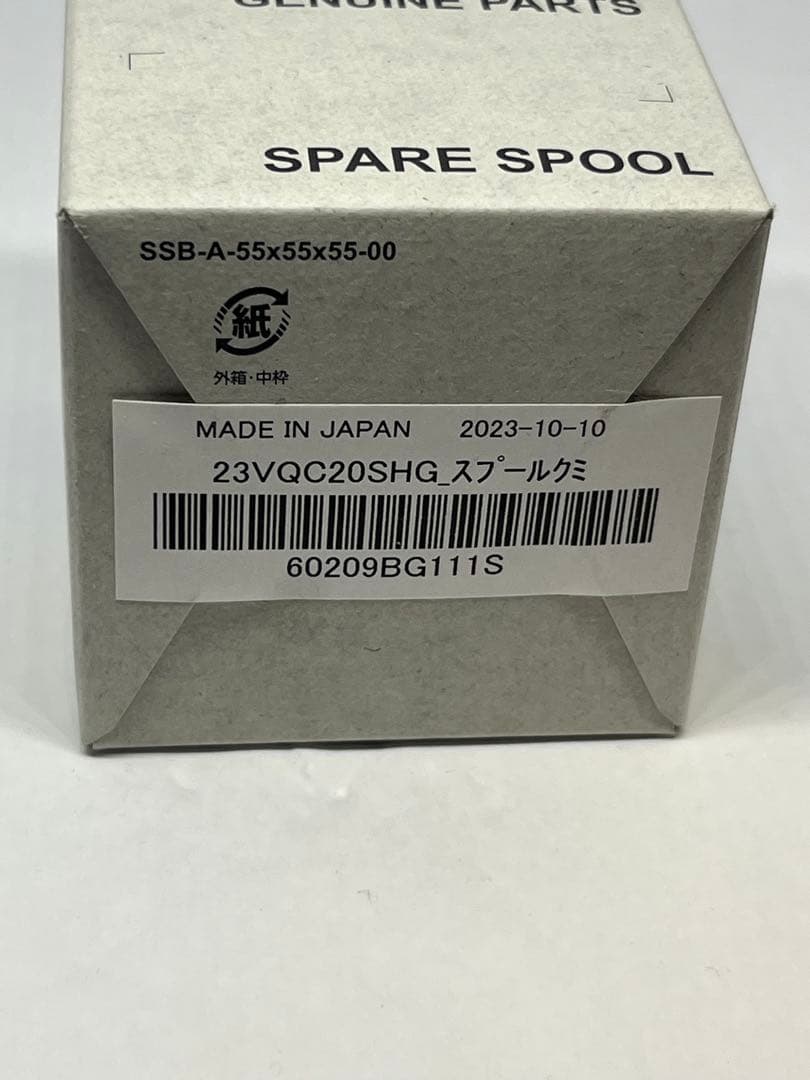 GENUINE PARTS
SPARE SPOOL
SSB-A-55x55x55-00
紙
外箱・中枠
MADE IN JAPAN 2023-10-10
23VQC20SHG_スプールクミ
60209BG111S